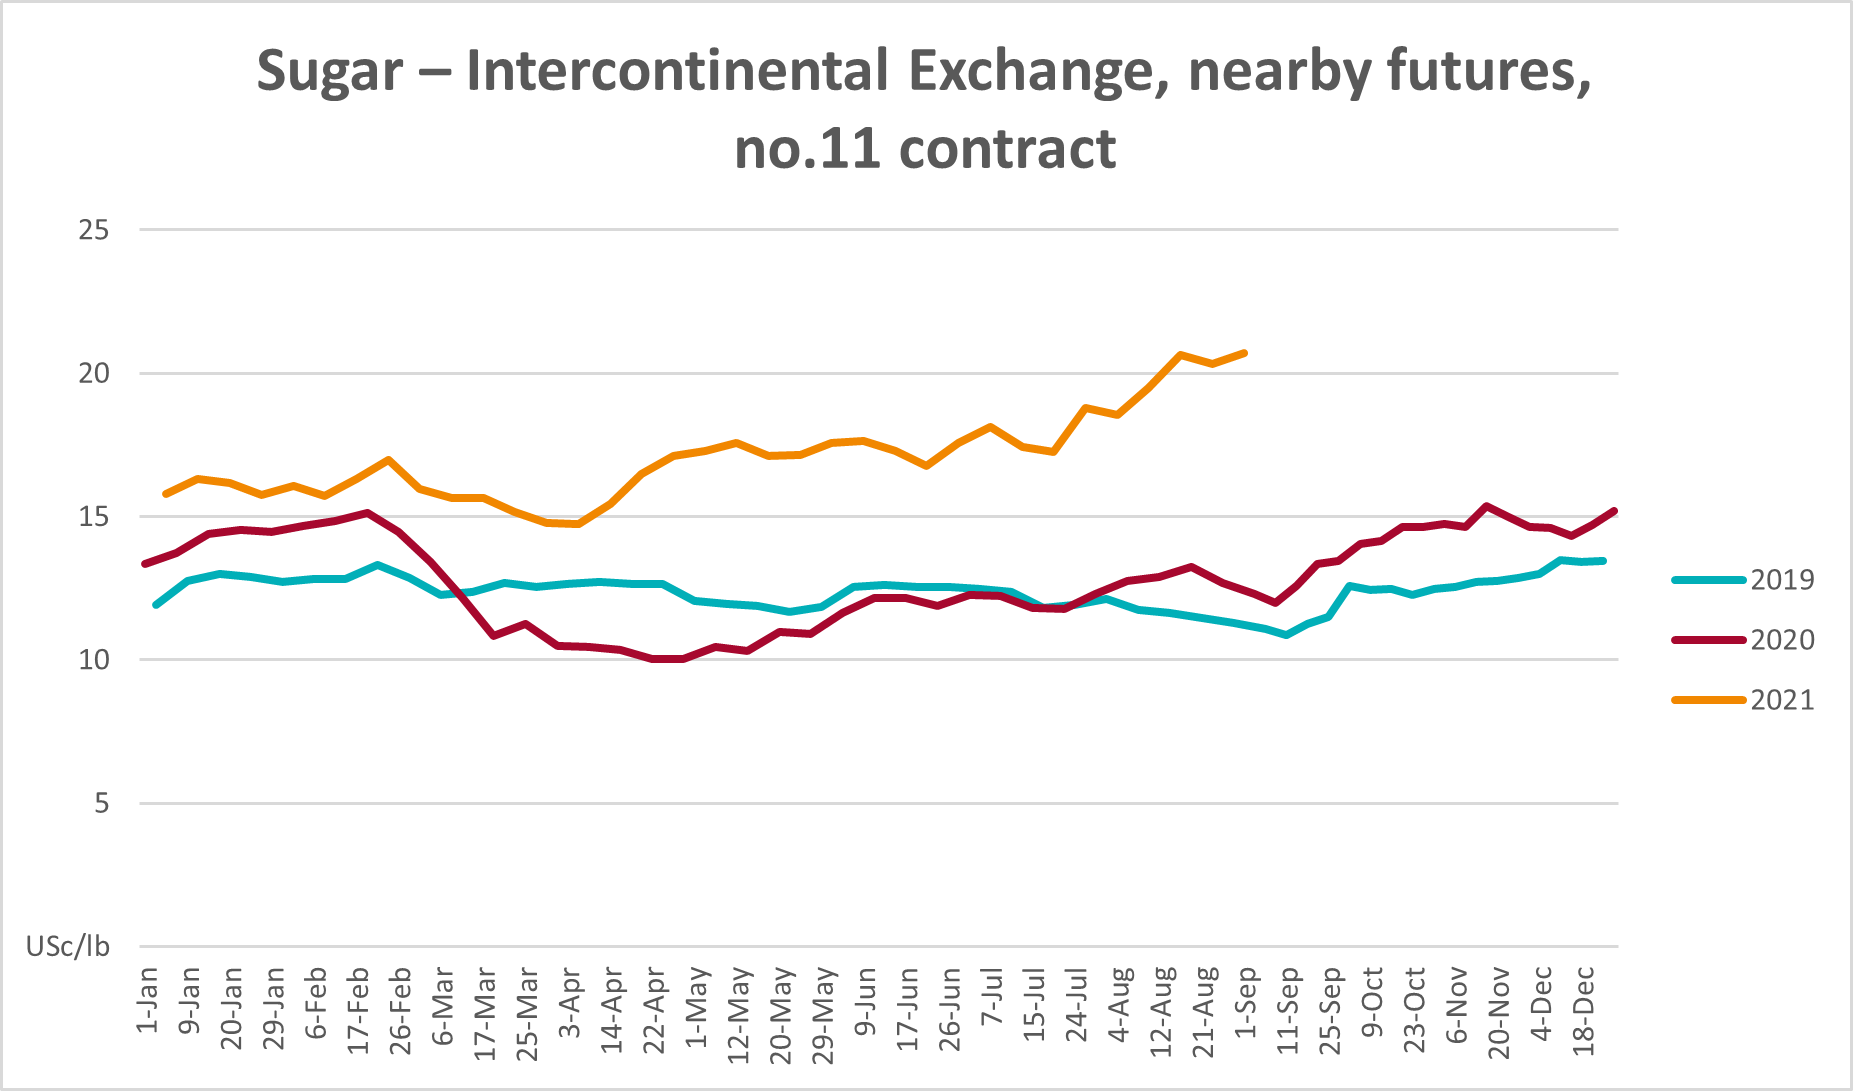 Sugar – Intercontinental Exchange, nearby futures,
no.11 contract
25
20
15
10
5
USc/lb
1-Jan
9-Jan
20-Jan
29-Jan
6-Feb
17-Feb
26-Feb
6-Mar
17-Mar
25-Mar
3-Apr
14-Apr
22-Apr
1-May
12-May
20-May
29-May
9-Jun
17-Jun
26-Jun
7-Jul
15-Jul
24-Jul
4-Aug
12-Aug
21-Aug
1-Sep
11-Sep
25-Sep
9-Oct
23-Oct
6-Nov
20-Nov
4-Dec
18-Dec
2019
2020
2021